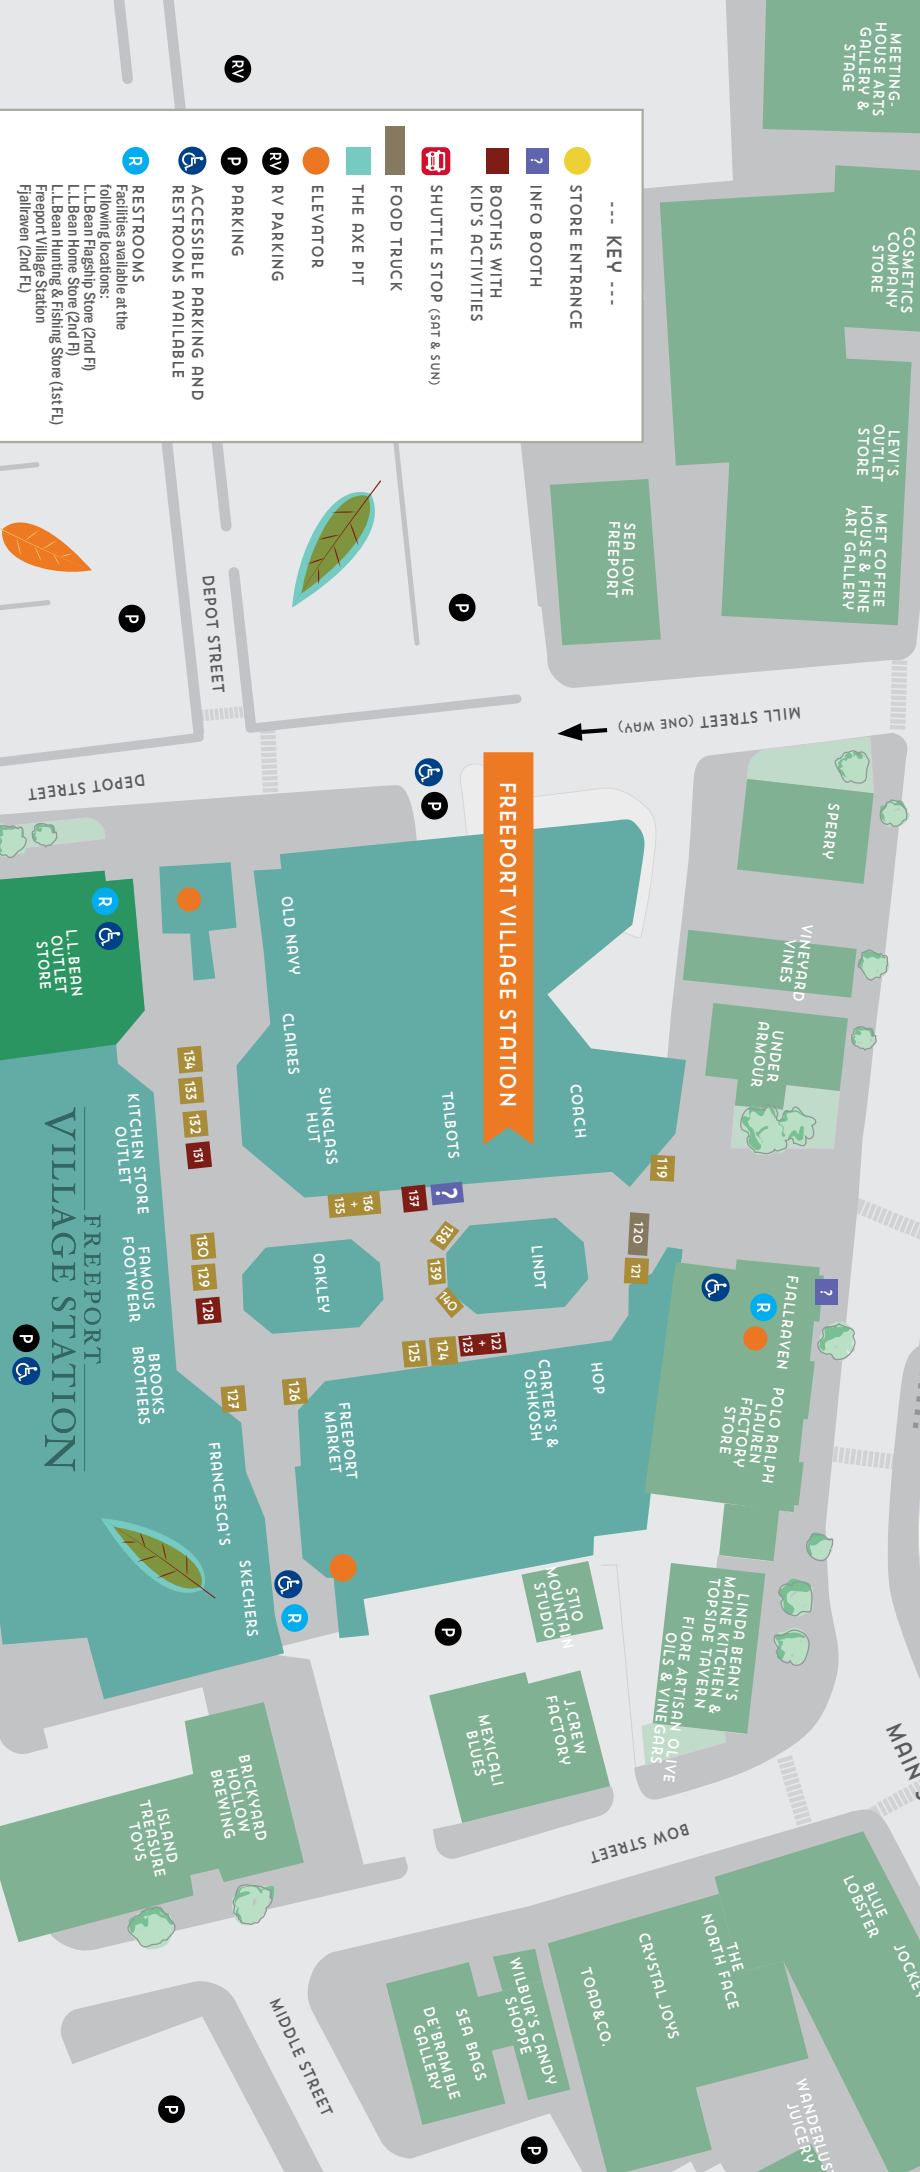 MEETING-
HOUSE ARTS
GALLERY &
STAGE
COSMETICS
COMPANY
STORE
LEVI'S
OUTLET
STORE
MET COFFEE
HOUSE & FINE
ART GALLERY
SEA LOVE
FREEPORT
RV
--- KEY ---
STORE ENTRANCE
? INFO BOOTH
BOOTHS WITH
KID'S ACTIVITIES
SHUTTLE STOP (SAT & SUN)
FOOD TRUCK
THE AXE PIT
ELEVATOR
RV RV PARKING
P PARKING
ACCESSIBLE PARKING AND
RESTROOMS AVAILABLE
R RESTROOMS
Facilities available at the
following locations:
L.L.Bean Flagship Store (2nd Fl)
L.L.Bean Home Store (2nd Fl)
L.L.Bean Hunting & Fishing Store (1st FL)
Freeport Village Station
Fjallraven (2nd FL)
P
P
DEPOT STREET
MILL STREET (ONE WAY)
DEPOT STREET
P
FREEPORT VILLAGE STATION
SPERRY
VINEYARD
VINES
UNDER
ARMOUR
R
L.L.BEAN
OUTLET
STORE
OLD NAVY
CLAIRES
SUNGLASS
HUT
TALBOTS
COACH
134
133
132
131
130
129
128
127
126
135 + 136
137
?
138
139
140
119
120
121
125
124
123 + 122
LINDT
OAKLEY
KITCHEN STORE
OUTLET
FAMOUS
FOOTWEAR
BROOKS
BROTHERS
FRANCESCA'S
SKECHERS
FREEPORT
VILLAGE STATION
P
FREEPORT
MARKET
CARTER'S &
OSHKOSH
HOP
?
R
FJALLRAVEN
POLO RALPH
LAUREN
FACTORY
STORE
R
P
STIO
MOUNTAIN
STUDIO
LINDA BEAN'S
MAINE KITCHEN &
TOPSIDE TAVERN
FIORE ARTISAN OLIVE
OILS & VINEGARS
J.CREW
FACTORY
MEXICALI
BLUES
BRICKYARD
HOLLOW
BREWING
ISLAND
TREASURE
TOYS
MAIN
BOW STREET
MIDDLE STREET
BLUE
LOBSTER
JOCKEY
THE
NORTH FACE
CRYSTAL JOYS
TOAD&CO.
WILBUR'S CANDY
SHOPPE
SEA BAGS
DE'BRAMBLE
GALLERY
JUICERY
P
P